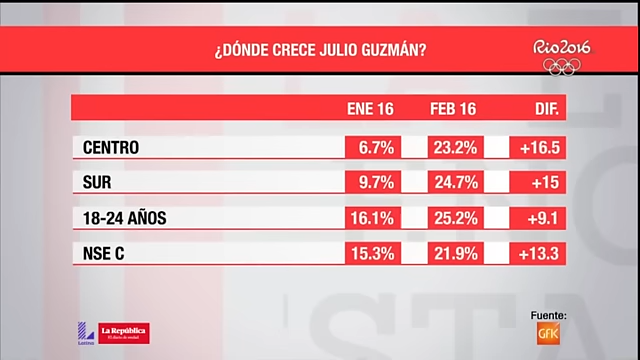 ¿DÓNDE CRECE JULIO GUZMÁN?
Rio2016
ENE 16 FEB 16 DIF.
CENTRO 6.7% 23.2% +16.5
SUR 9.7% 24.7% +15
18-24 AÑOS 16.1% 25.2% +9.1
NSE C 15.3% 21.9% +13.3
Fuente:
Latina La República GFK